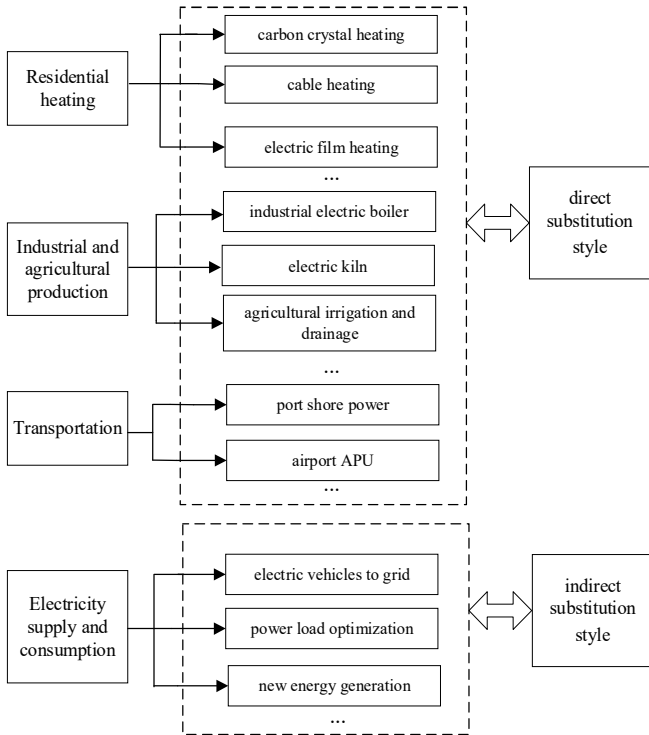 Residential
heating
carbon crystal heating
cable heating
electric film heating
...
Industrial and
agricultural
production
industrial electric boiler
electric kiln
agricultural irrigation and
drainage
...
Transportation
port shore power
airport APU
...
direct
substitution
style
Electricity
supply and
consumption
electric vehicles to grid
power load optimization
new energy generation
...
indirect
substitution
style